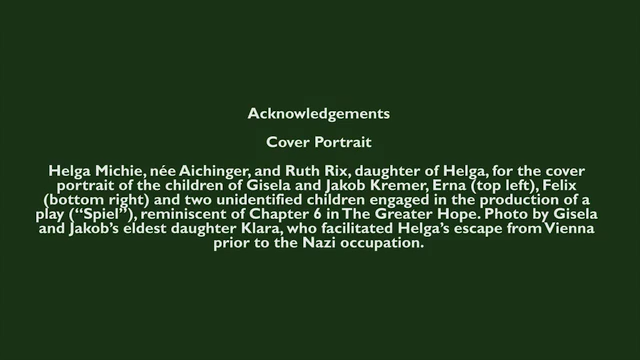 Acknowledgements
Cover Portrait
Helga Michie, née Aichinger, and Ruth Rix, daughter of Helga, for the cover
portrait of the children of Gisela and Jakob Kremer, Erna (top left), Felix
(bottom right) and two unidentified children engaged in the production of a
play (“Spiel”), reminiscent of Chapter 6 in The Greater Hope. Photo by Gisela
and Jakob’s eldest daughter Klara, who facilitated Helga’s escape from Vienna
prior to the Nazi occupation.